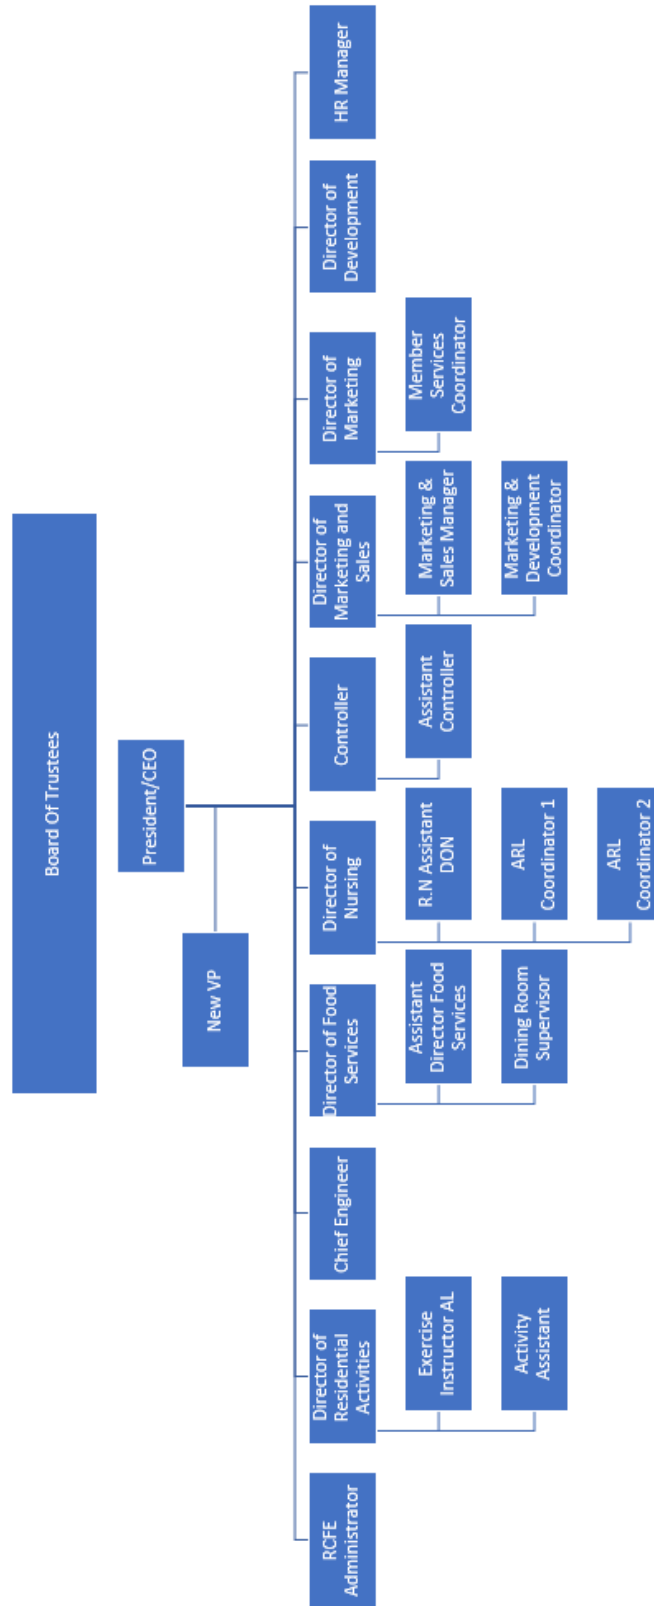 Board Of Trustees
President/CEO
New VP
RCFE
Administrator
Director of
Residential
Activities
Exercise
Instructor AL
Activity
Assistant
Chief Engineer
Director of Food
Services
Assistant
Director Food
Services
Dining Room
Supervisor
Director of
Nursing
R.N Assistant
DON
ARL
Coordinator 1
ARL
Coordinator 2
Controller
Assistant
Controller
Director of
Marketing and
Sales
Marketing &
Sales Manager
Marketing &
Development
Coordinator
Director of
Marketing
Member
Services
Coordinator
Director of
Development
HR Manager